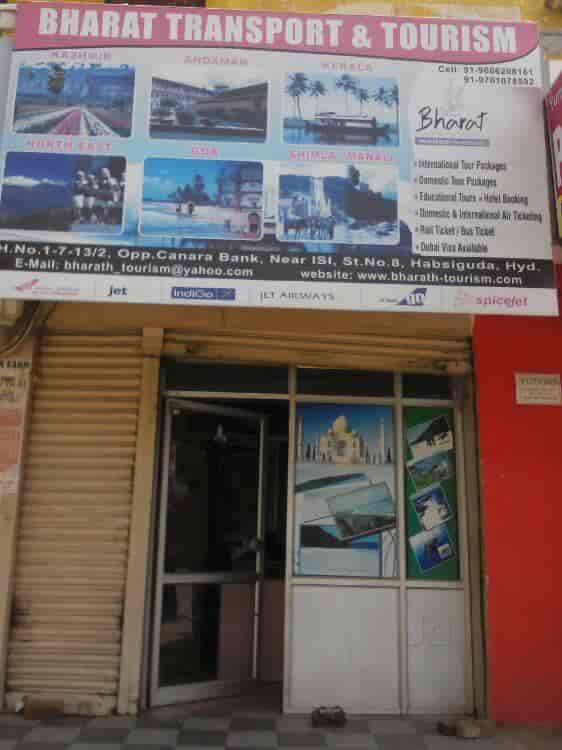 BHARAT TRANSPORT & TOURISM
KASHMIR
ANDAMAN
KERALA
Cell: 91-9606208161
91-9701078552
Bharat
NORTH EAST
GOA
SHIMLA / MANALI
International Tour Packages
Domestic Tour Packages
Educational Tours
Hotel Booking
Domestic & International Air Ticketing
Rail Ticket / Bus Ticket
Dubai Visa Available
H.No.1-7-13/2, Opp.Canara Bank, Near ISI, St.No.8, Habsiguda, Hyd.
E-Mail: bharath_tourism@yahoo.com website: www.bharath-tourism.com
jet
IndiGo
JET AIRWAYS
go
spicejet